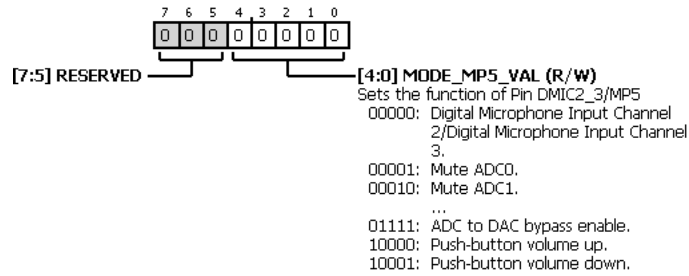 7 6 5 4 3 2 1 0
0 0 0 0 0 0 0 0
[7:5] RESERVED
[4:0] MODE_MP5_VAL (R/W)
Sets the function of Pin DMIC2_3/MP5
00000: Digital Microphone Input Channel
2/Digital Microphone Input Channel
3.
00001: Mute ADC0.
00010: Mute ADC1.
...
01111: ADC to DAC bypass enable.
10000: Push-button volume up.
10001: Push-button volume down.